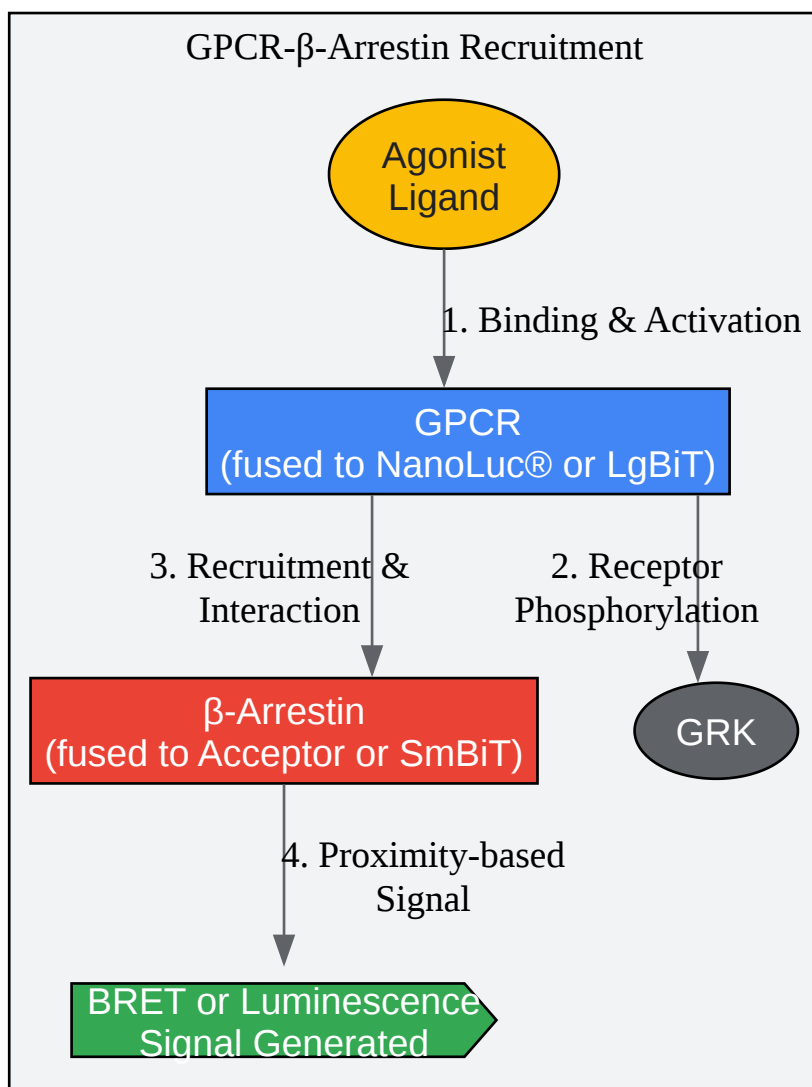 GPCR-β-Arrestin Recruitment
Agonist
Ligand
1. Binding & Activation
GPCR
(fused to NanoLuc® or LgBiT)
3. Recruitment &
Interaction
2. Receptor
Phosphorylation
β-Arrestin
(fused to Acceptor or SmBiT)
GRK
4. Proximity-based
Signal
BRET or Luminescence
Signal Generated